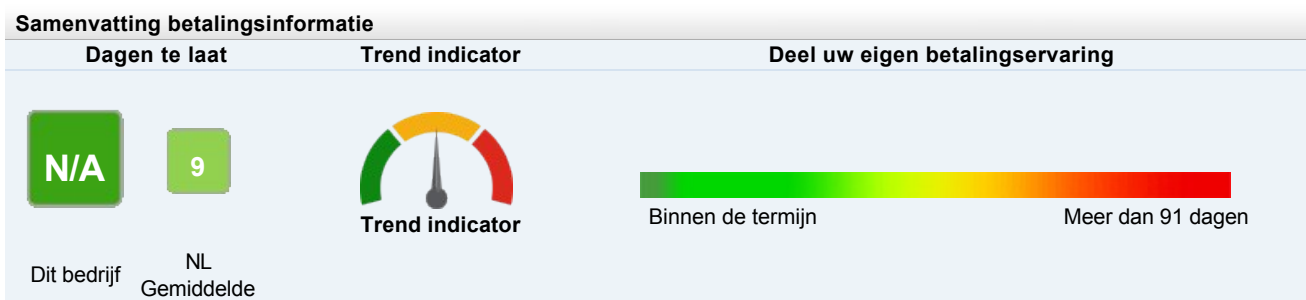 Samenvatting betalingsinformatie
Dagen te laat
Trend indicator
Deel uw eigen betalingservaring
N/A
9
Trend indicator
Binnen de termijn
Meer dan 91 dagen
Dit bedrijf
NL
Gemiddelde